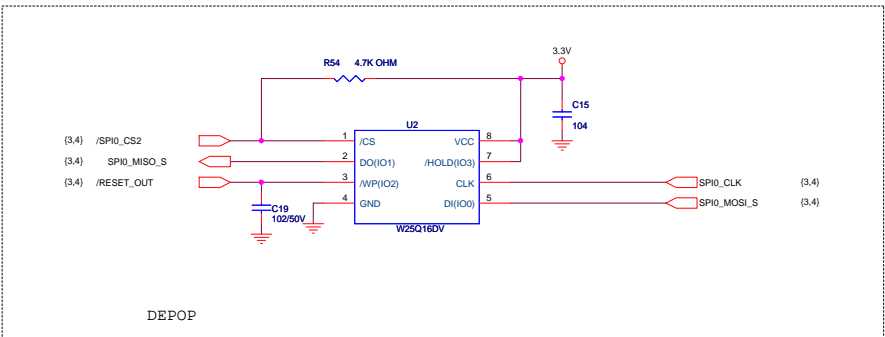 3.3V
R54 4.7K OHM
C15
104
U2
{3,4} /SPI0_CS2 1 /CS VCC 8
{3,4} SPI0_MISO_S 2 DO(IO1) /HOLD(IO3) 7
{3,4} /RESET_OUT 3 /WP(IO2) CLK 6 SPI0_CLK {3,4}
4 GND DI(IO0) 5 SPI0_MOSI_S {3,4}
C19
102/50V
W25Q16DV
DEPOP